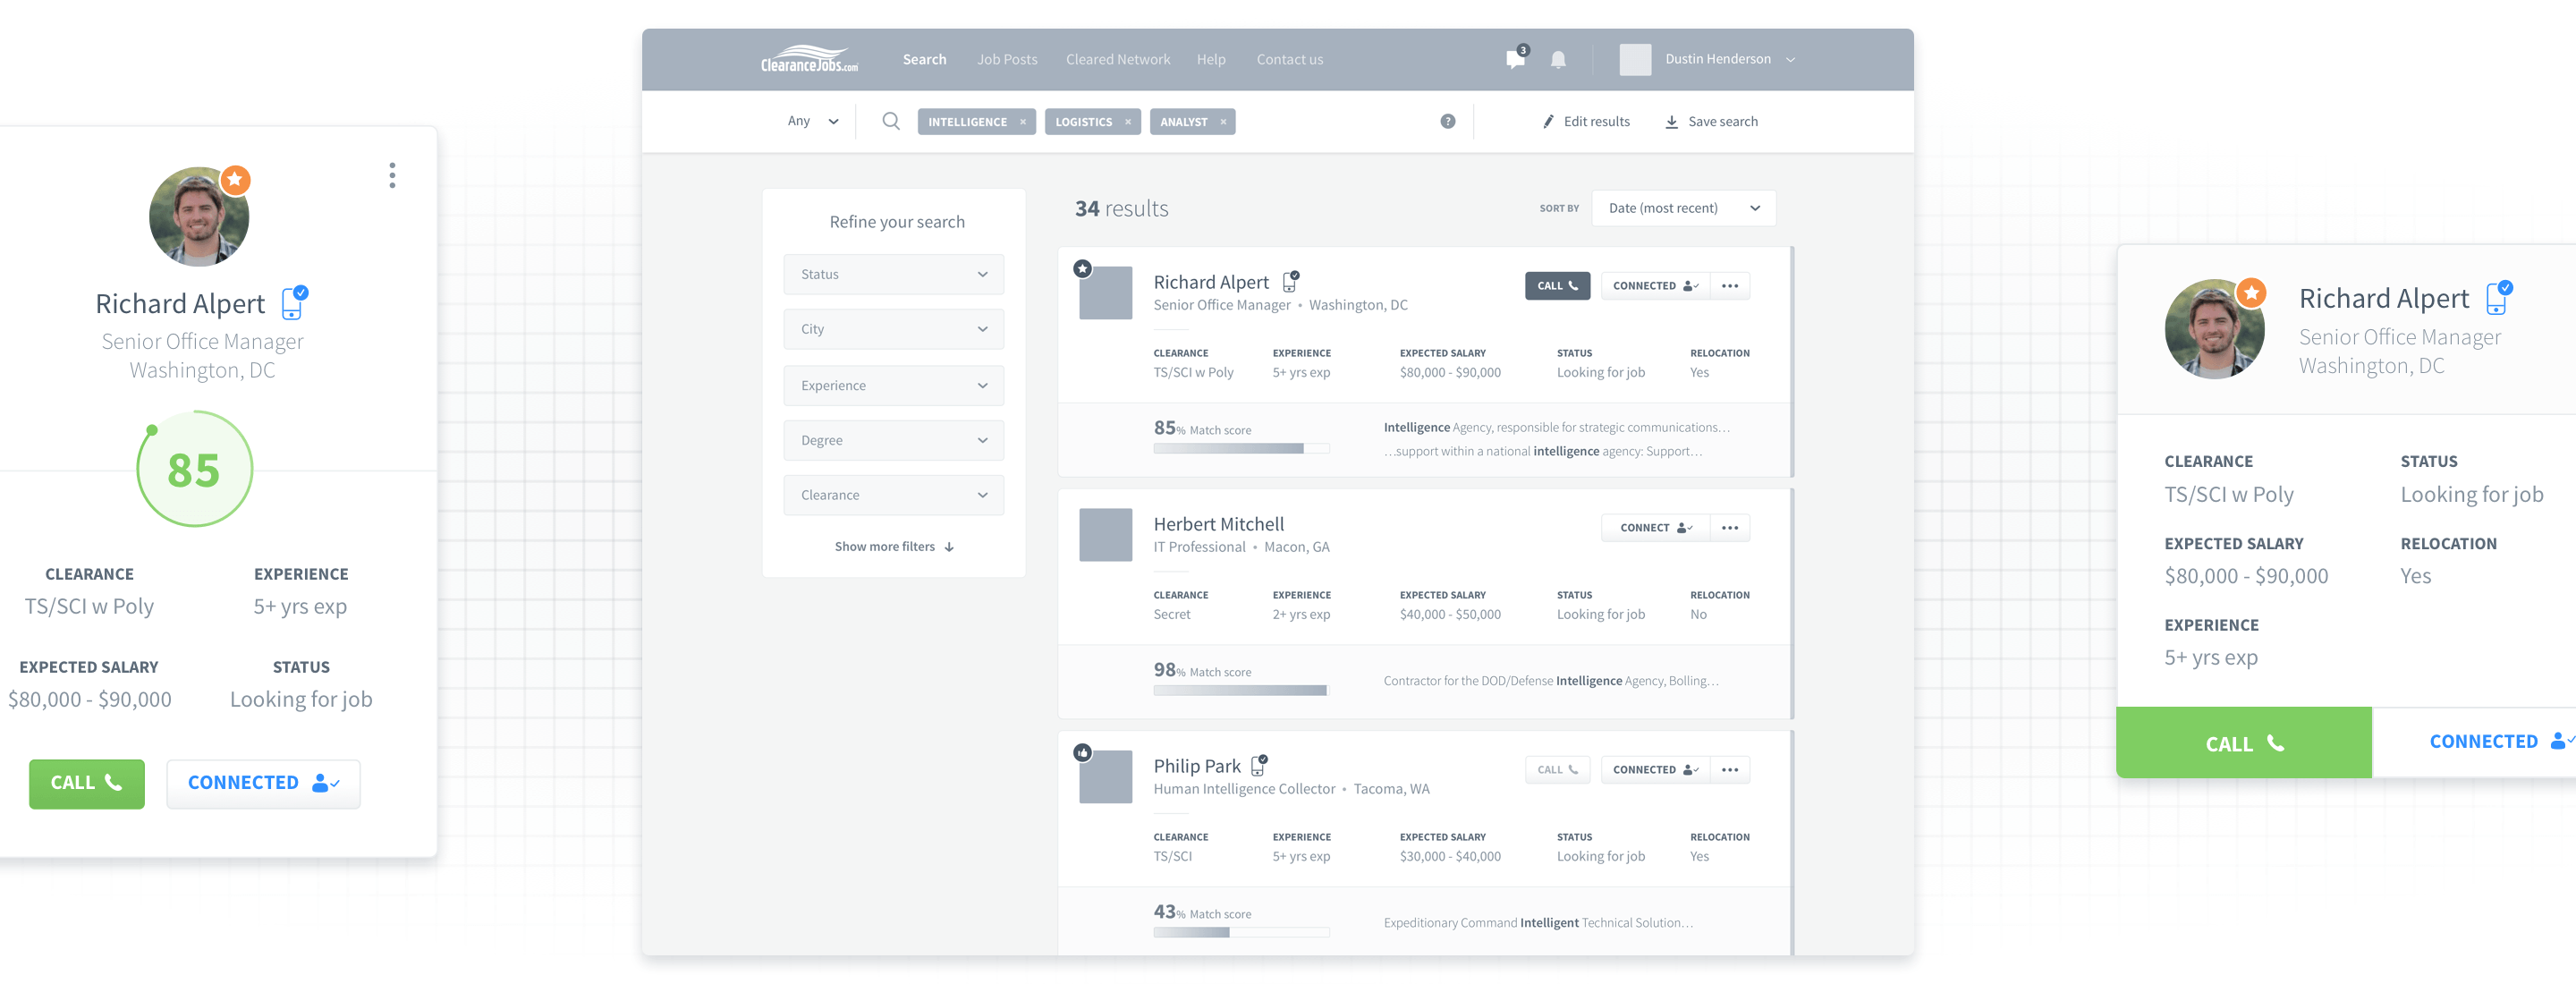 Richard Alpert
Senior Office Manager
Washington, DC
85
CLEARANCE EXPERIENCE
TS/SCI w Poly 5+ yrs exp
EXPECTED SALARY STATUS
$80,000 - $90,000 Looking for job
CALL CONNECTED
ClearanceJobs.com Search Job Posts Cleared Network Help Contact us 3 Dustin Henderson
Any INTELLIGENCE × LOGISTICS × ANALYST × ? Edit results Save search
Refine your search
Status
City
Experience
Degree
Clearance
Show more filters
34 results SORT BY Date (most recent)
Richard Alpert CALL CONNECTED
Senior Office Manager • Washington, DC
CLEARANCE EXPERIENCE EXPECTED SALARY STATUS RELOCATION
TS/SCI w Poly 5+ yrs exp $80,000 - $90,000 Looking for job Yes
85% Match score
Intelligence Agency, responsible for strategic communications…
…support within a national intelligence agency: Support…
Herbert Mitchell CONNECT
IT Professional • Macon, GA
CLEARANCE EXPERIENCE EXPECTED SALARY STATUS RELOCATION
Secret 2+ yrs exp $40,000 - $50,000 Looking for job No
98% Match score
Contractor for the DOD/Defense Intelligence Agency, Bolling…
Philip Park CALL CONNECTED
Human Intelligence Collector • Tacoma, WA
CLEARANCE EXPERIENCE EXPECTED SALARY STATUS RELOCATION
TS/SCI 5+ yrs exp $30,000 - $40,000 Looking for job Yes
43% Match score
Expeditionary Command Intelligent Technical Solution…
Richard Alpert
Senior Office Manager
Washington, DC
CLEARANCE STATUS
TS/SCI w Poly Looking for job
EXPECTED SALARY RELOCATION
$80,000 - $90,000 Yes
EXPERIENCE
5+ yrs exp
CALL CONNECTED